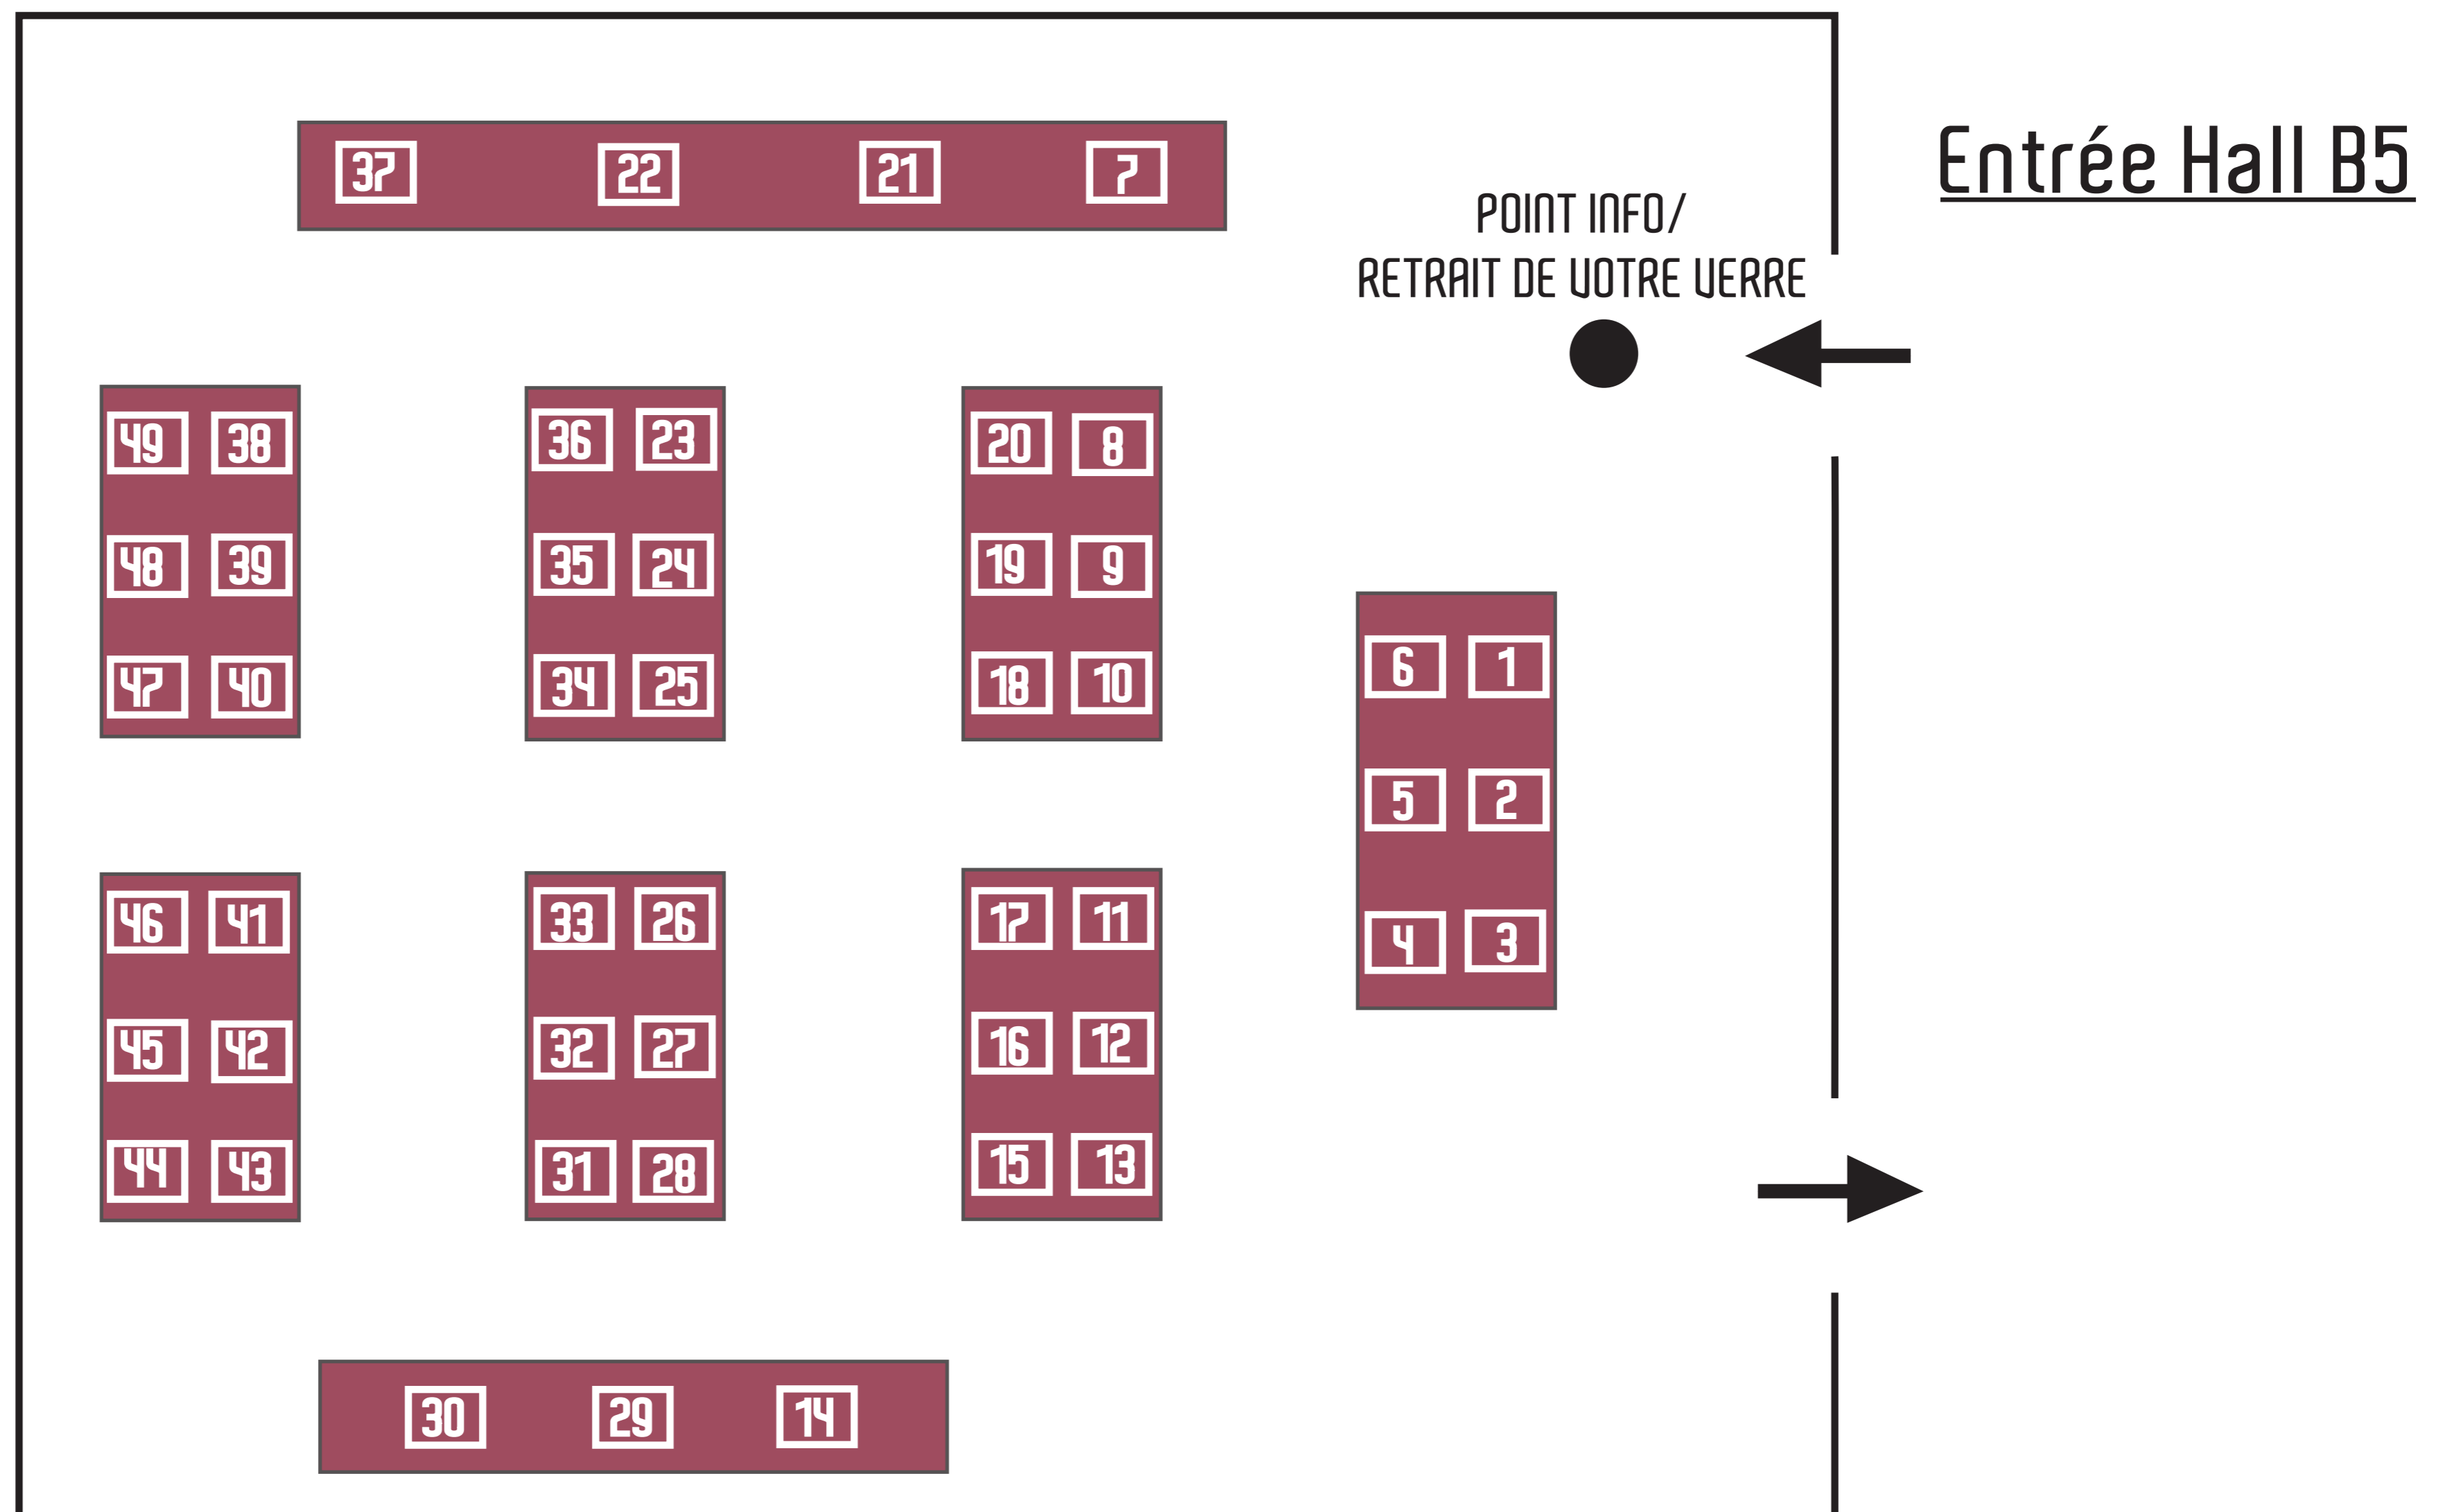 Entrée Hall B5
POINT INFO/
RETRAIT DE VOTRE VERRE
37 22 21 7
49 38 36 23 20 8
48 39 35 24 19 9
47 40 34 25 18 10
6 1
5 2
4 3
46 41 33 26 17 11
45 42 32 27 16 12
44 43 31 28 15 13
30 29 14